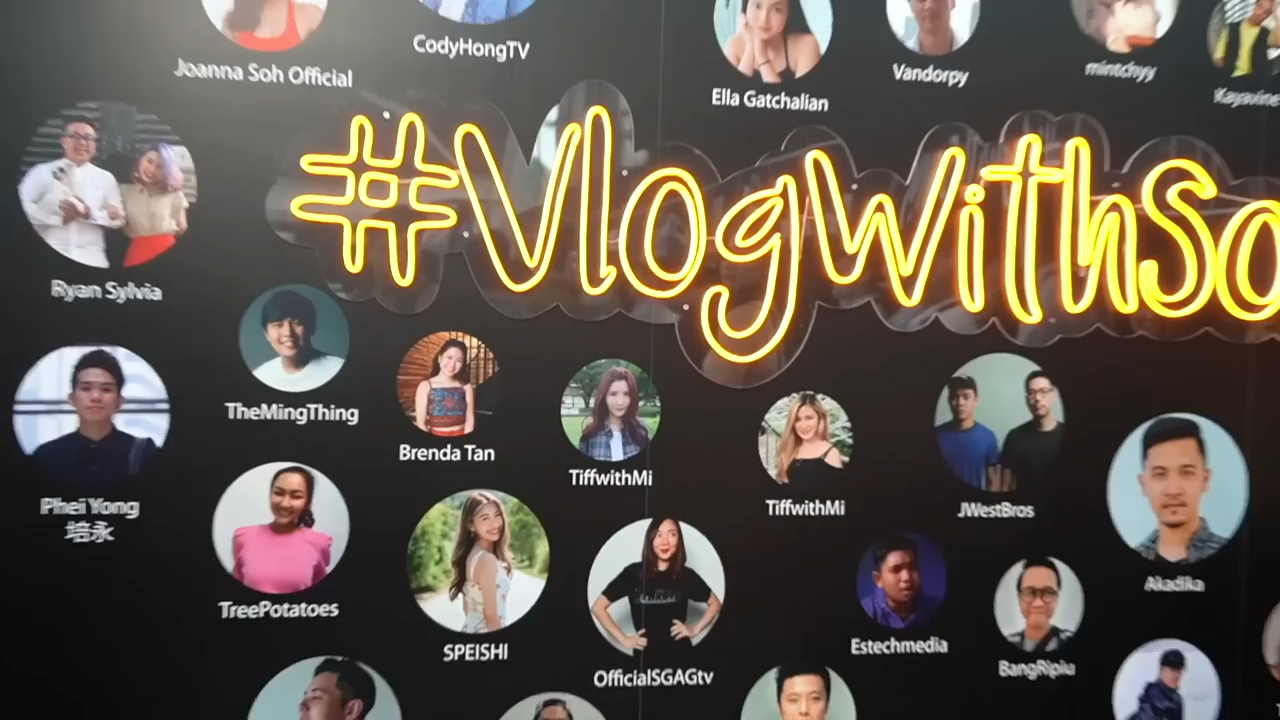 CodyHongTV
Joanna Soh Official
Ella Gatchalian
Vandorpy
mintchyy
#VlogWithSo
Ryan Sylvia
TheMingThing
Brenda Tan
TiffwithMi
TiffwithMi
JWestBros
Phei Yong
培永
Akadika
TreePotatoes
SPEISHI
OfficialSGAGtv
Estechmedia
BangRipiu